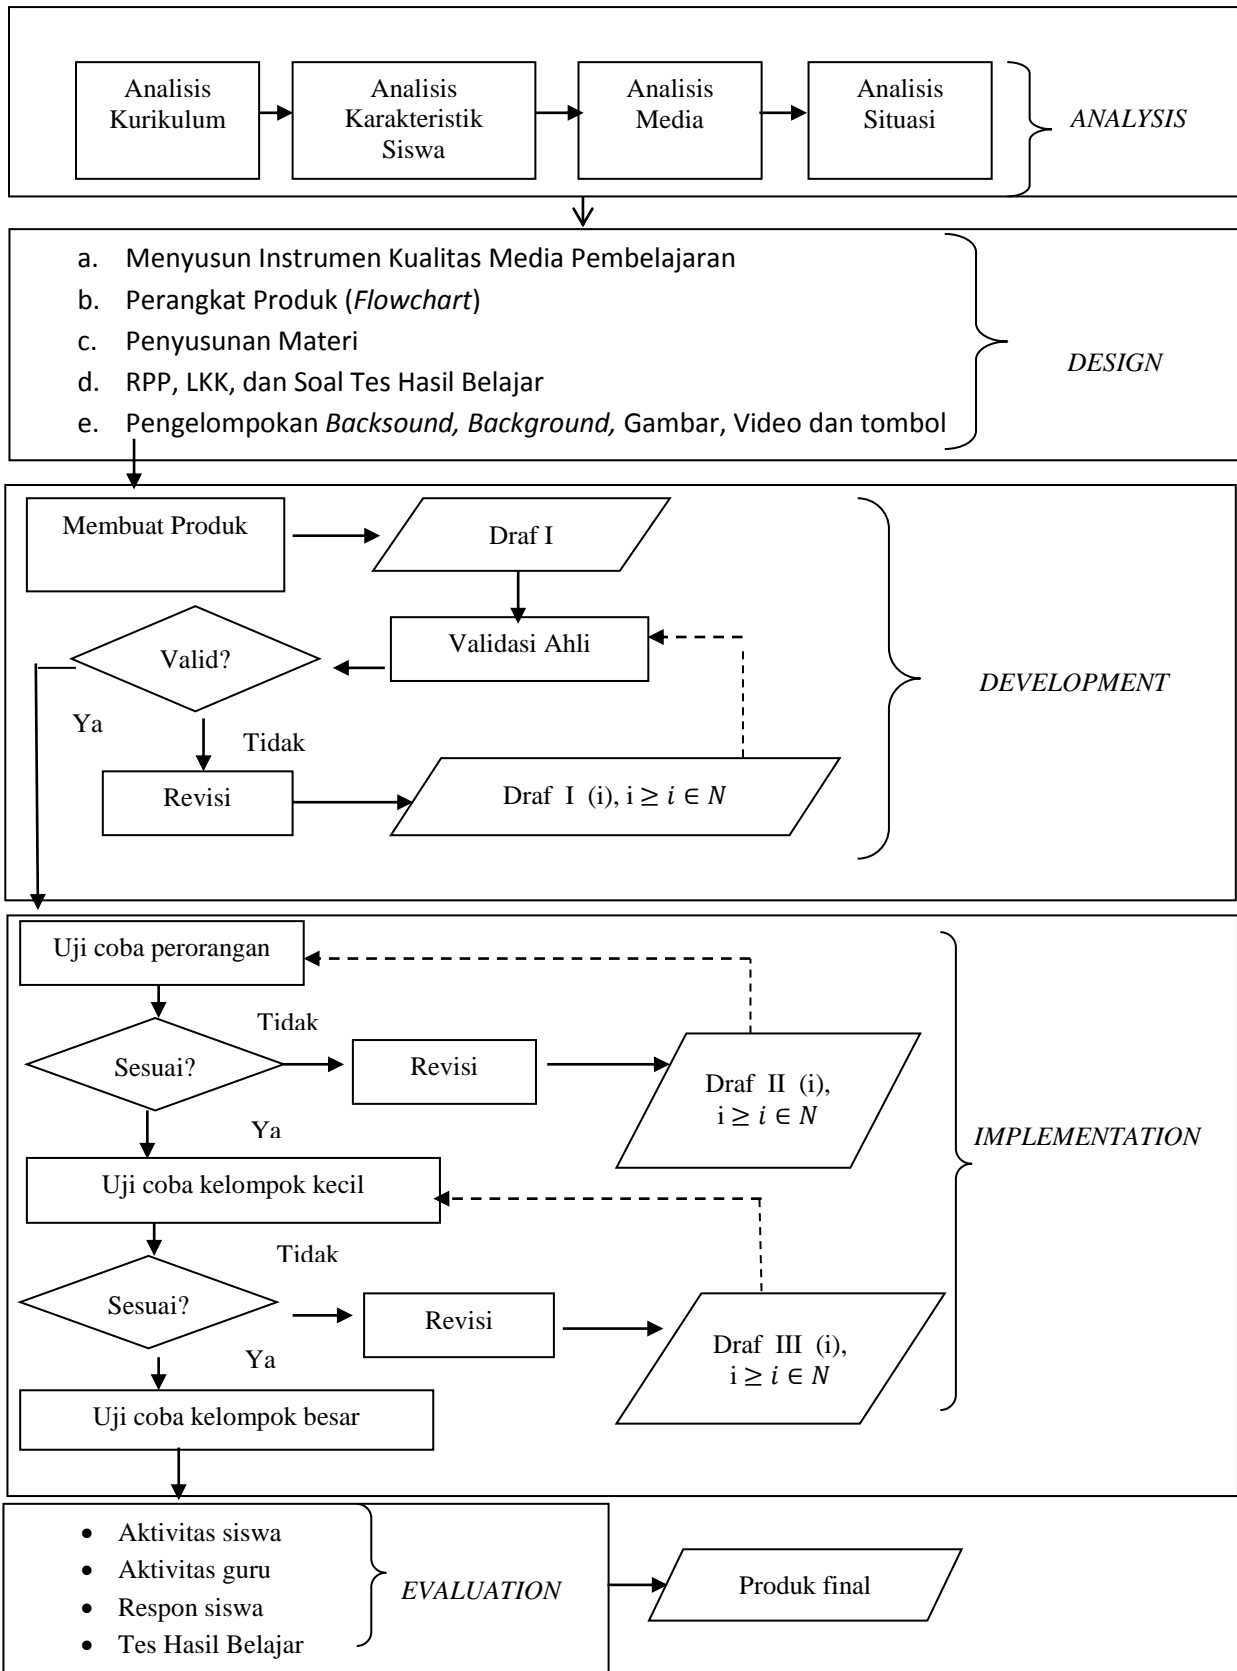 Analisis
Kurikulum
Analisis
Karakteristik
Siswa
Analisis
Media
Analisis
Situasi
ANALYSIS
a. Menyusun Instrumen Kualitas Media Pembelajaran
b. Perangkat Produk (Flowchart)
c. Penyusunan Materi
d. RPP, LKK, dan Soal Tes Hasil Belajar
e. Pengelompokan Backsound, Background, Gambar, Video dan tombol
DESIGN
Membuat Produk
Draf I
Validasi Ahli
Valid?
Ya
Tidak
Revisi
Draf I (i), i ≥ i ∈ N
DEVELOPMENT
Uji coba perorangan
Tidak
Sesuai?
Revisi
Draf II (i),
i ≥ i ∈ N
Ya
IMPLEMENTATION
Uji coba kelompok kecil
Tidak
Sesuai?
Revisi
Draf III (i),
i ≥ i ∈ N
Ya
Uji coba kelompok besar
• Aktivitas siswa
• Aktivitas guru
• Respon siswa
• Tes Hasil Belajar
EVALUATION
Produk final